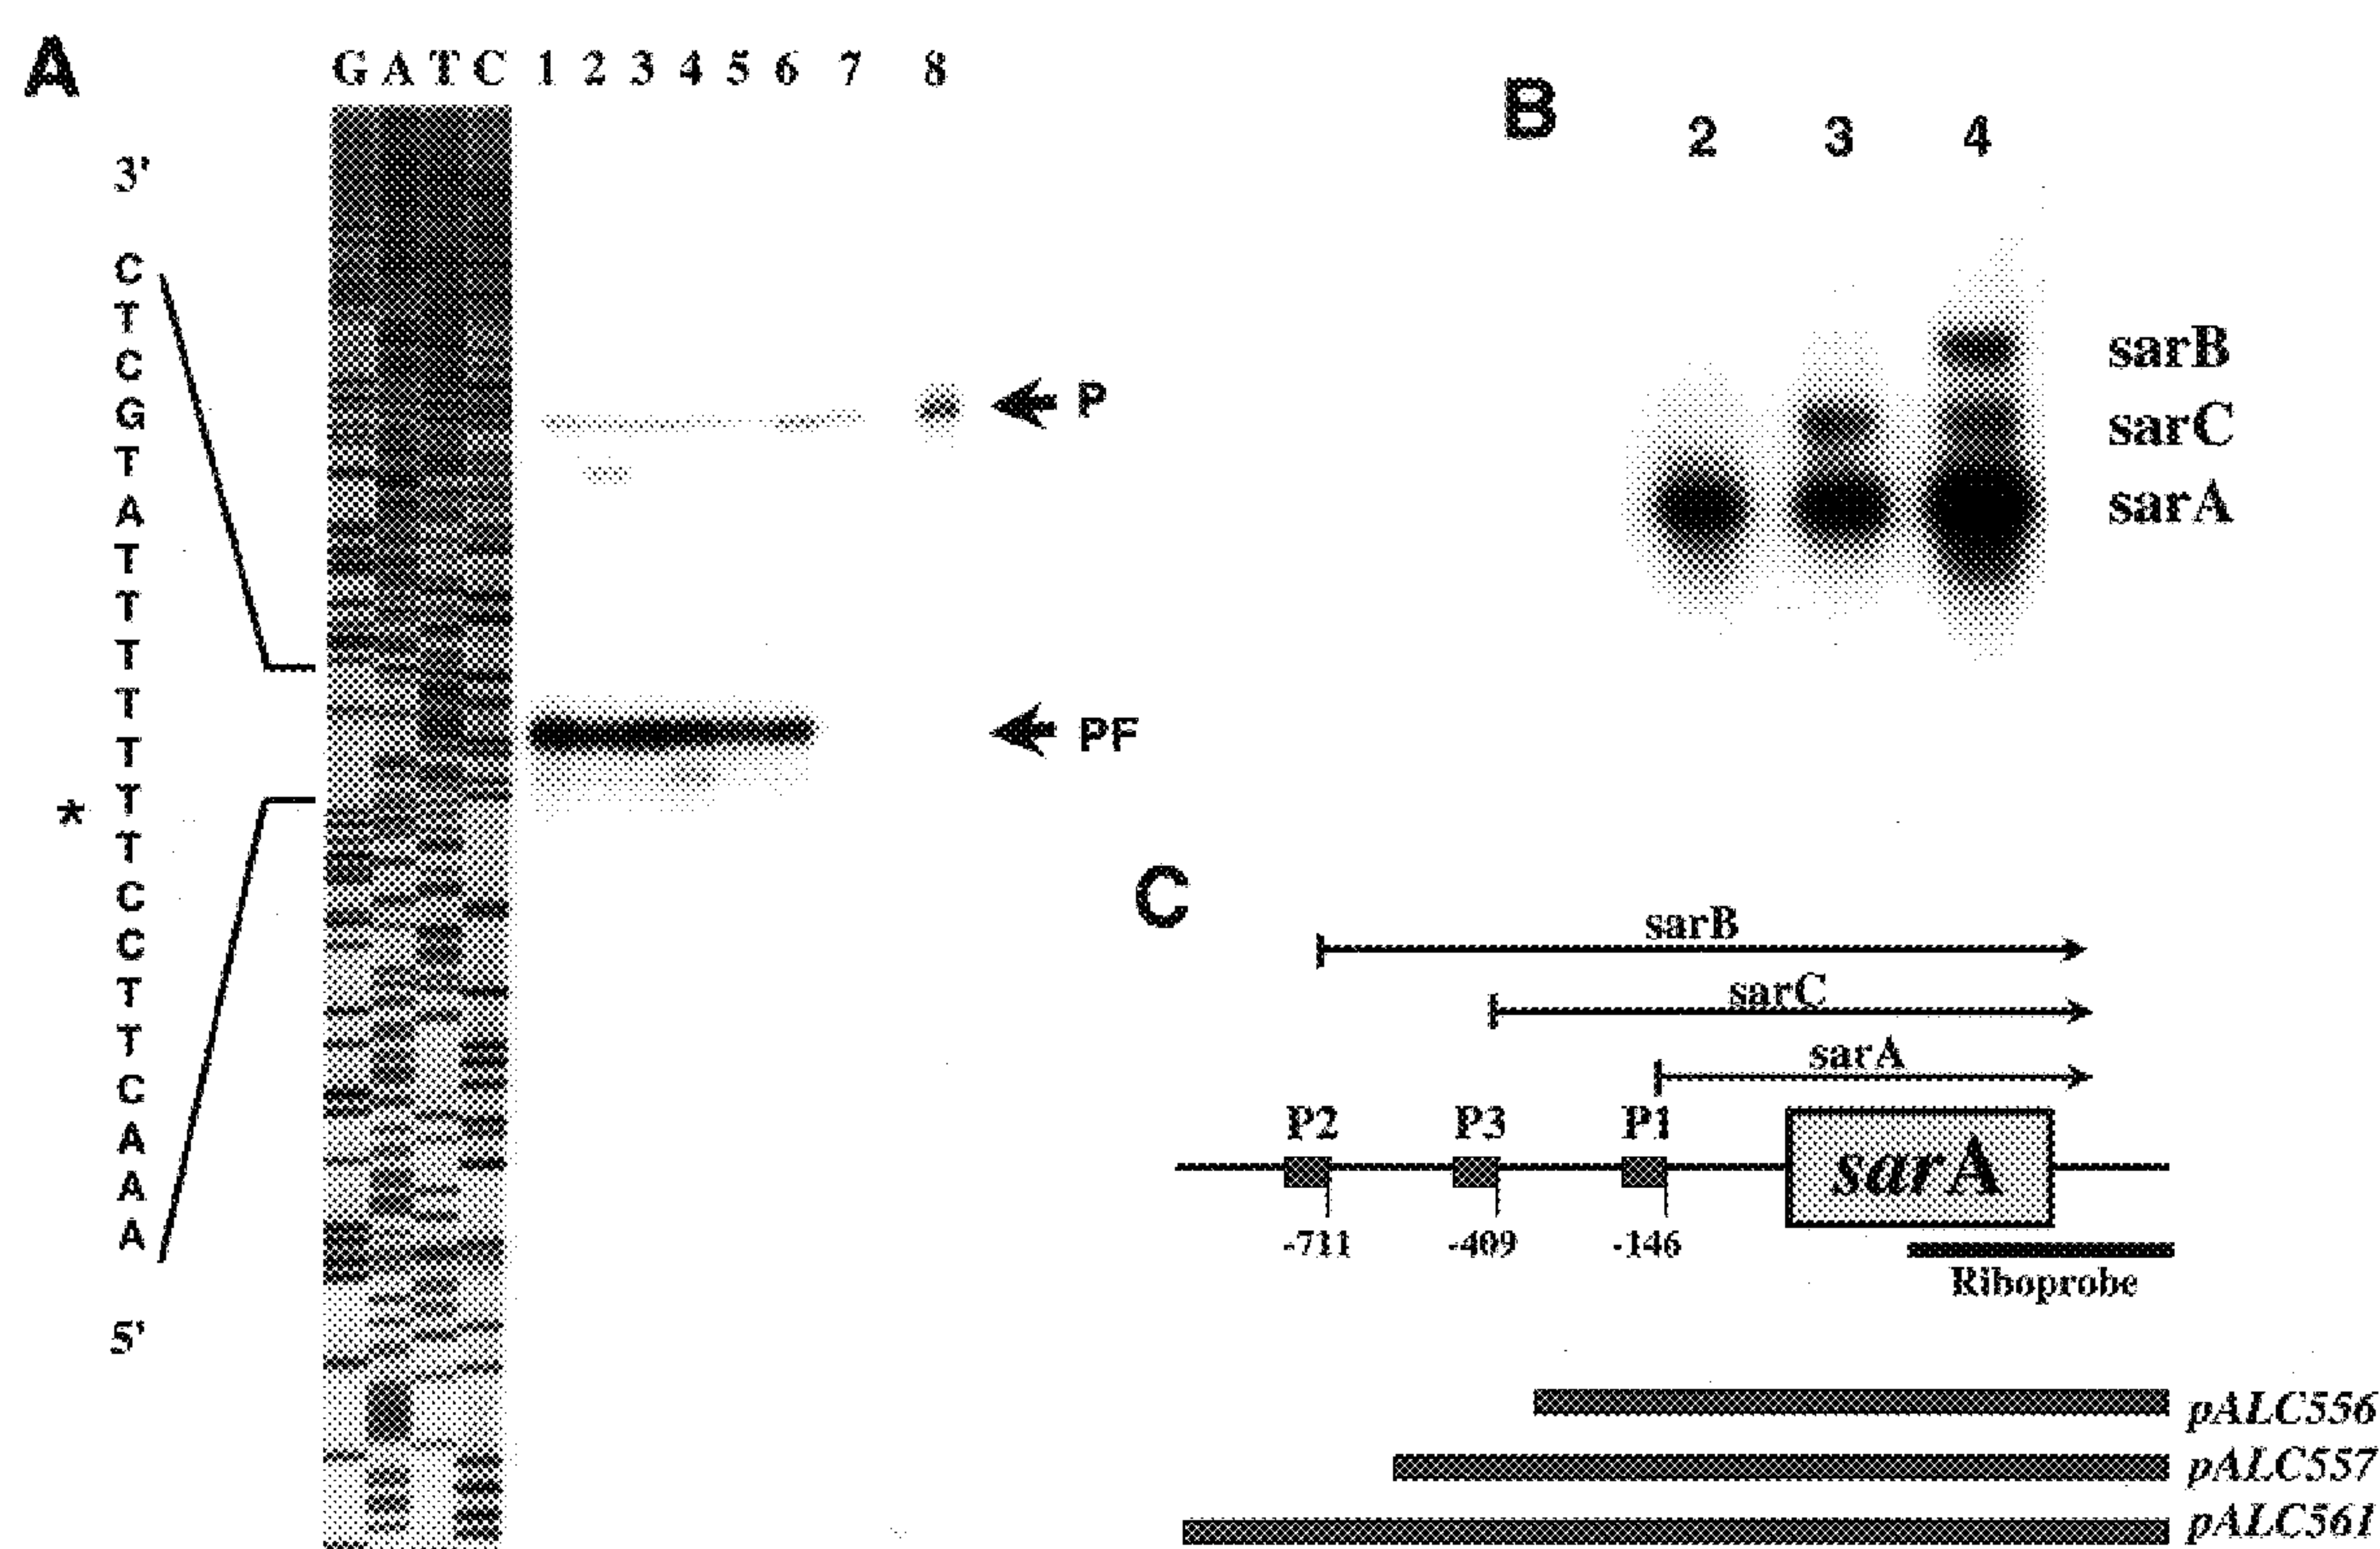 A
G A T C 1 2 3 4 5 6 7 8
3'
C
T
C
G
T
A
T
T
T
T
T
* T
T
C
C
T
T
C
A
A
A
5'
P
PF
B
2 3 4
sarB
sarC
sarA
C
sarB
sarC
sarA
P2 P3 P1
sarA
-711 -409 -146
Riboprobe
pALC556
pALC557
pALC561